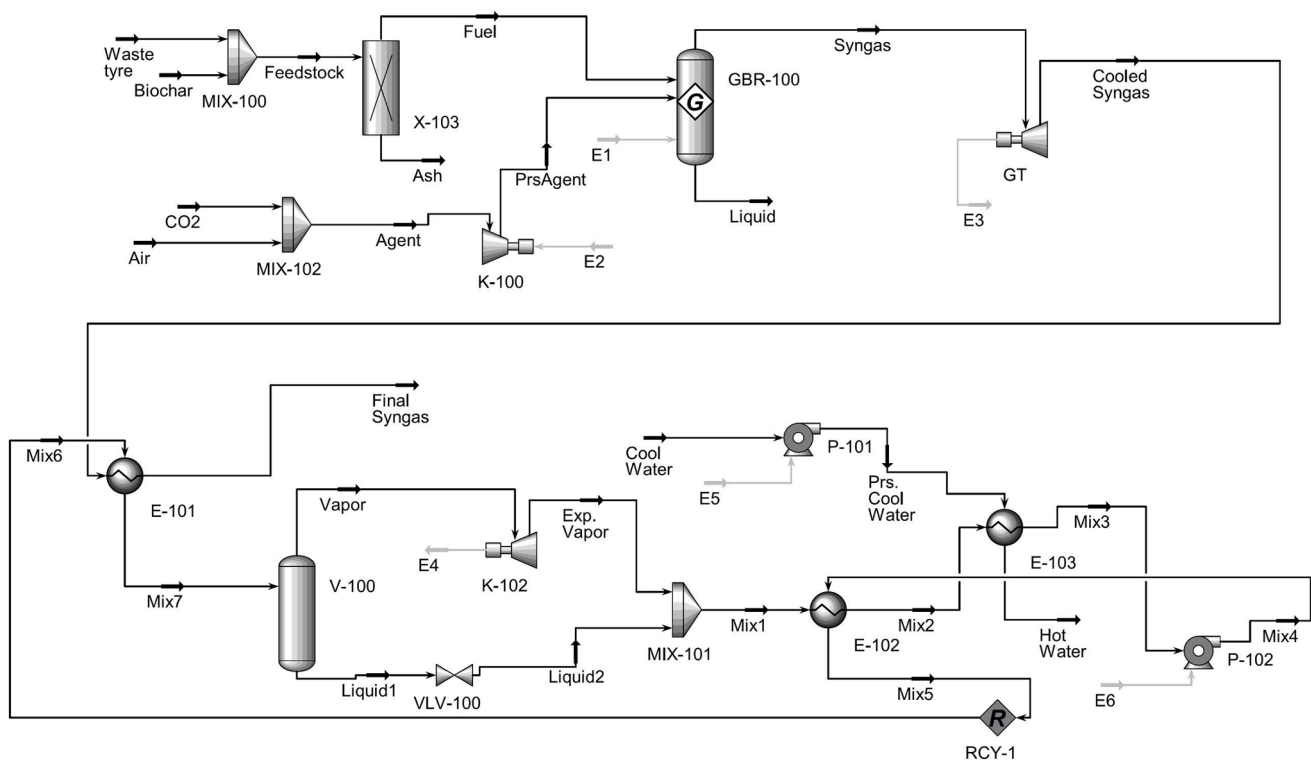 Fuel
Syngas
Waste
tyre
Feedstock
Biochar
MIX-100
X-103
GBR-100
G
Cooled
Syngas
E1
Ash
PrsAgent
GT
CO2
Agent
Liquid
E3
Air
MIX-102
K-100
E2
Final
Syngas
Mix6
Cool
Water
P-101
E-101
Vapor
E5
Prs.
Cool
Water
Exp.
Vapor
Mix3
E4
K-102
E-103
Mix7
V-100
Mix1
Mix2
E-102
Hot
Water
Mix4
P-102
MIX-101
Liquid1
VLV-100
Liquid2
Mix5
E6
R
RCY-1